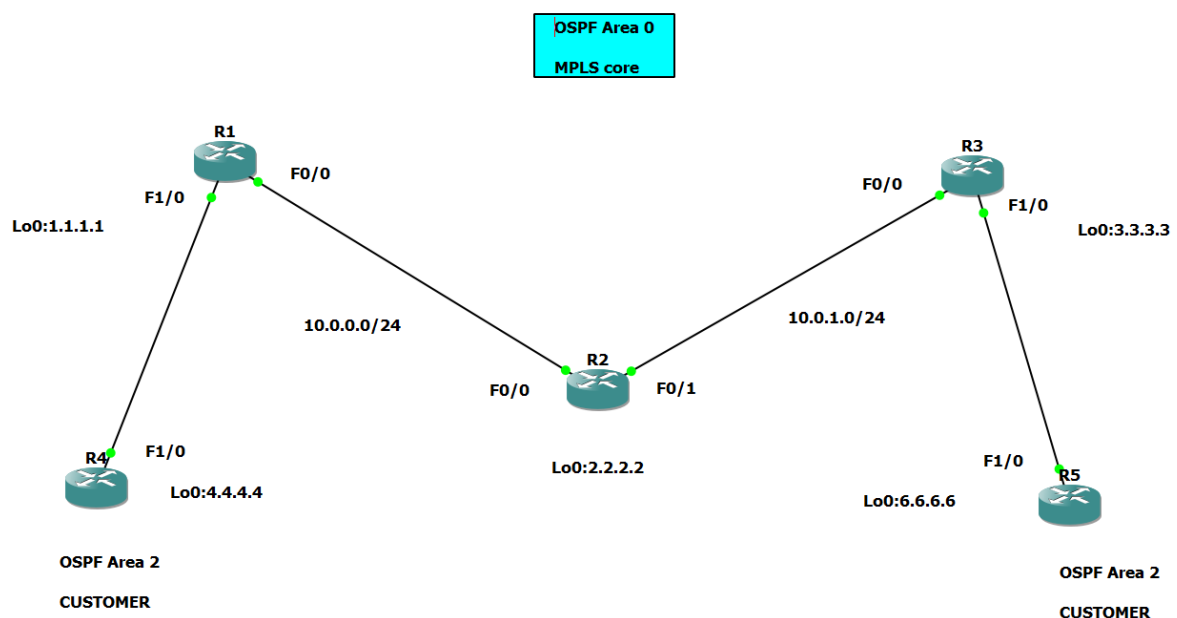 OSPF Area 0
MPLS core
R1
F0/0
F1/0
Lo0:1.1.1.1
R3
F0/0
F1/0
Lo0:3.3.3.3
10.0.0.0/24
10.0.1.0/24
R2
F0/0
F0/1
Lo0:2.2.2.2
R4
F1/0
Lo0:4.4.4.4
F1/0
R5
Lo0:6.6.6.6
OSPF Area 2
CUSTOMER
OSPF Area 2
CUSTOMER